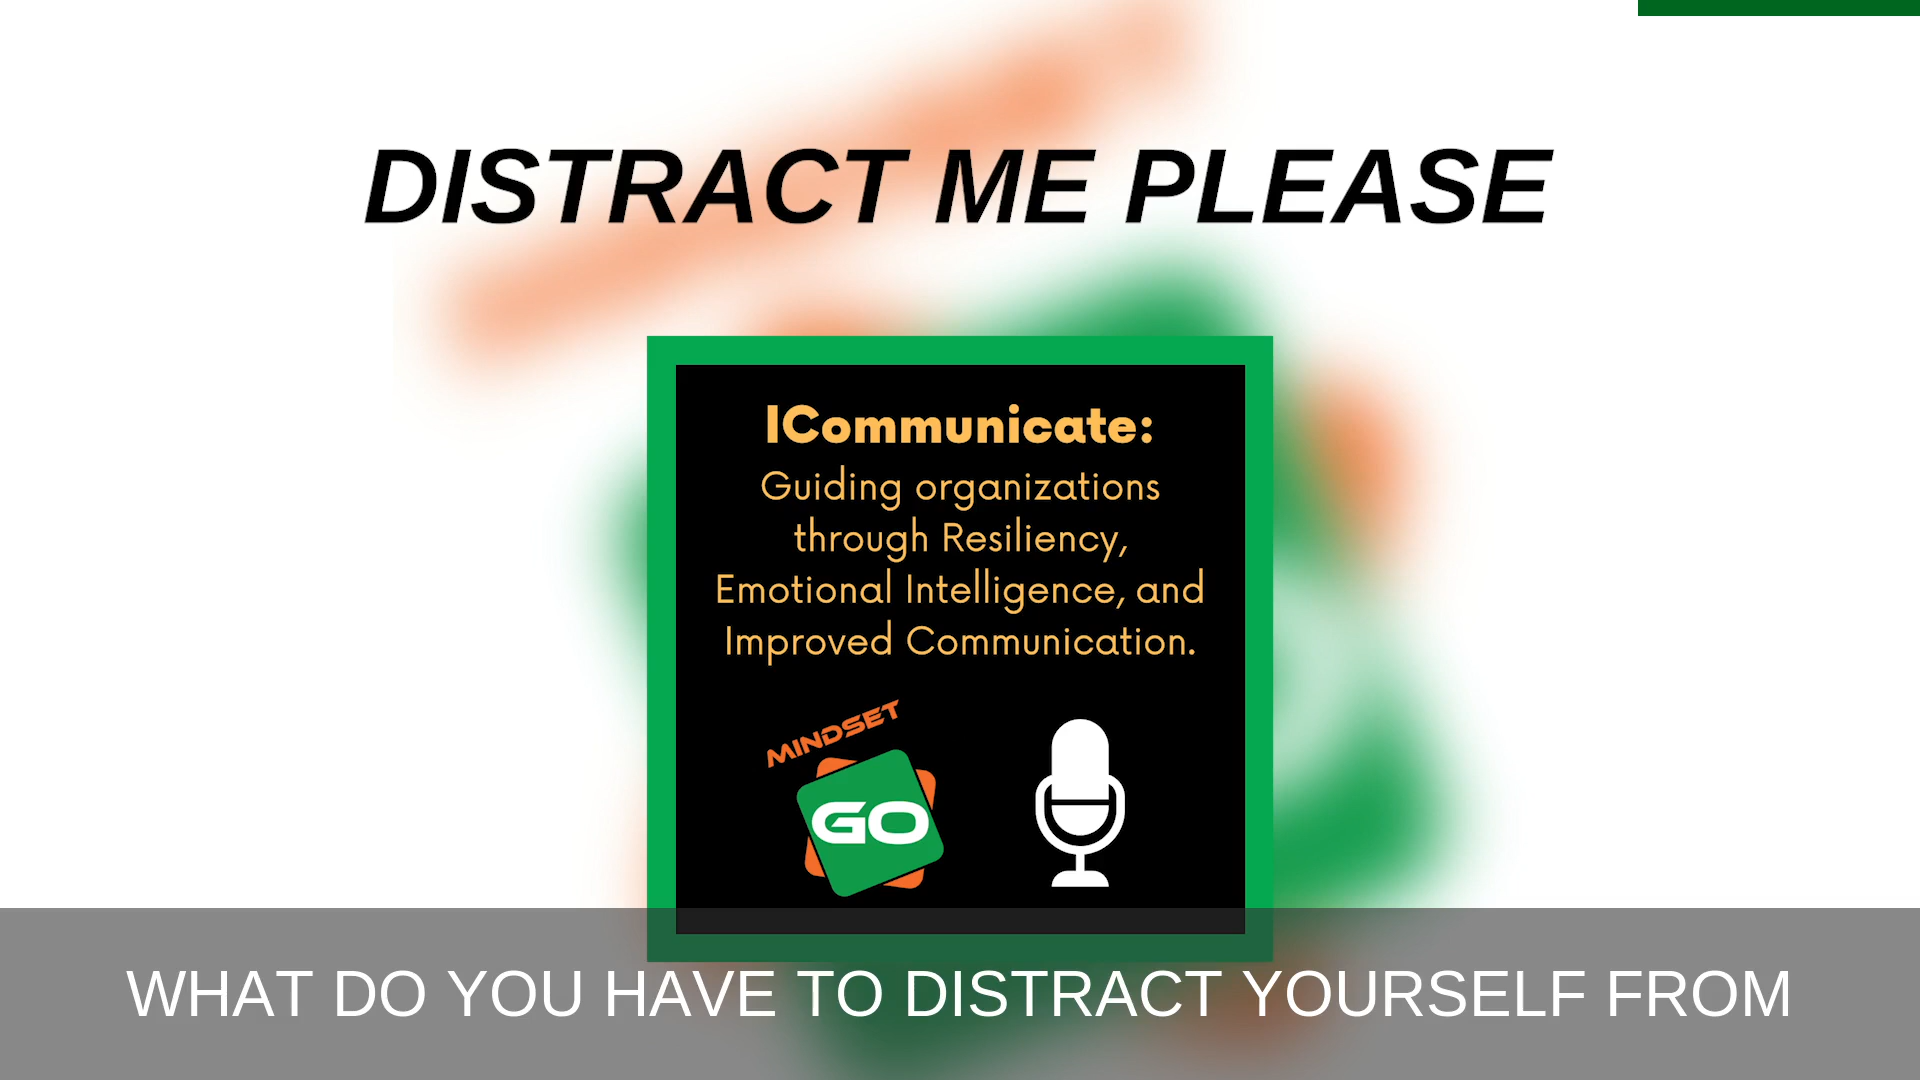 DISTRACT ME PLEASE
ICommunicate:
Guiding organizations
through Resiliency,
Emotional Intelligence, and
Improved Communication.
MINDSET
GO
WHAT DO YOU HAVE TO DISTRACT YOURSELF FROM